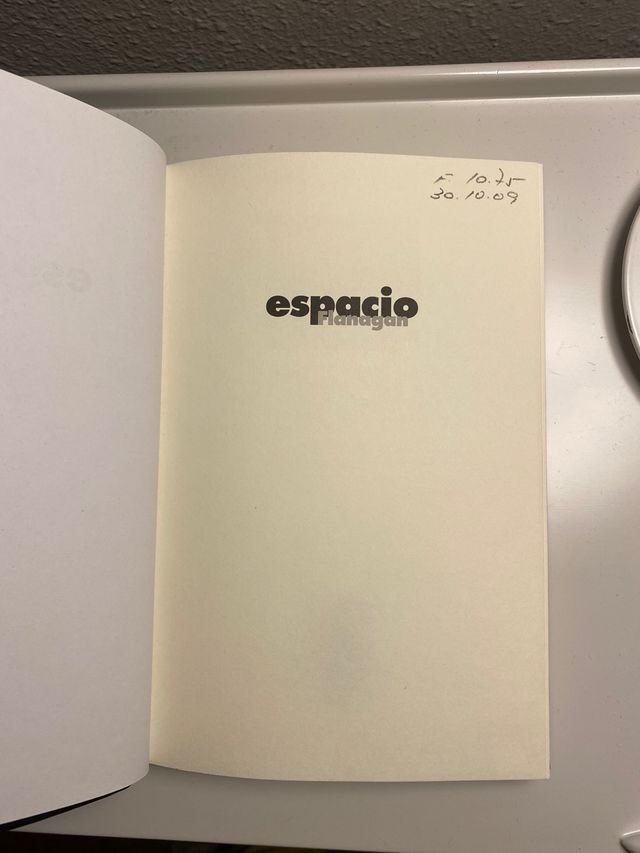 F 10.75
30.10.09
espacio
Flanagan